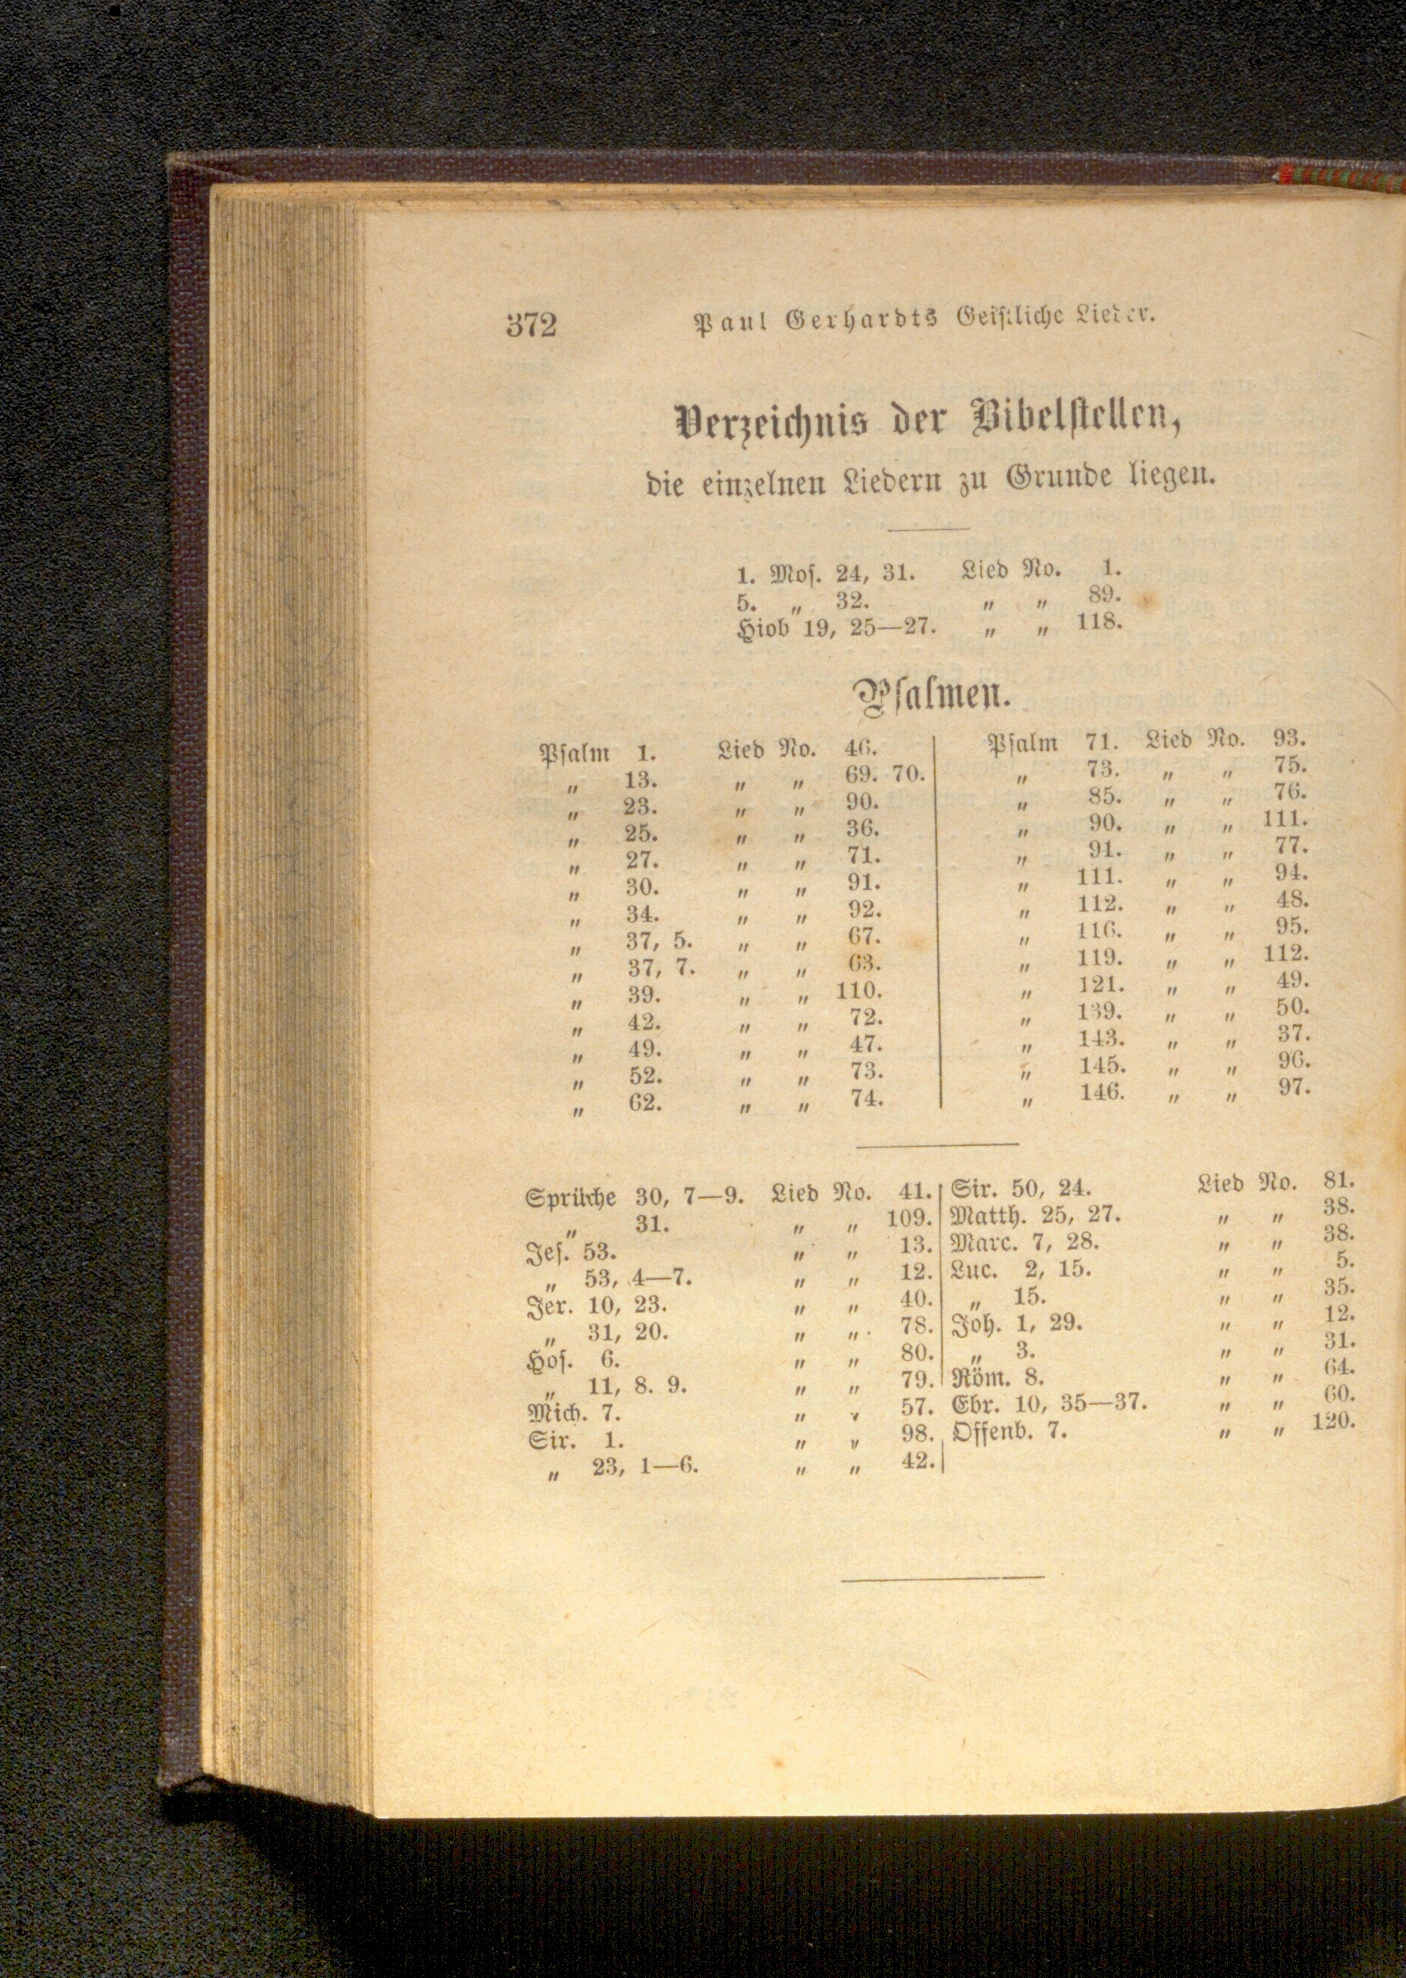 372 Paul Gerhardts Geistliche Lieder.
Verzeichnis der Bibelstellen,
die einzelnen Liedern zu Grunde liegen.
1. Mos. 24, 31. Lied No. 1.
5. „ 32. „ „ 89.
Hiob 19, 25—27. „ „ 118.
Psalmen.
Psalm 1. Lied No. 46.
„ 13. „ „ 69. 70.
„ 23. „ „ 90.
„ 25. „ „ 36.
„ 27. „ „ 71.
„ 30. „ „ 91.
„ 34. „ „ 92.
„ 37, 5. „ „ 67.
„ 37, 7. „ „ 63.
„ 39. „ „ 110.
„ 42. „ „ 72.
„ 49. „ „ 47.
„ 52. „ „ 73.
„ 62. „ „ 74.
Psalm 71. Lied No. 93.
„ 73. „ „ 75.
„ 85. „ „ 76.
„ 90. „ „ 111.
„ 91. „ „ 77.
„ 111. „ „ 94.
„ 112. „ „ 48.
„ 116. „ „ 95.
„ 119. „ „ 112.
„ 121. „ „ 49.
„ 139. „ „ 50.
„ 143. „ „ 37.
„ 145. „ „ 96.
„ 146. „ „ 97.
Sprüche 30, 7—9. Lied No. 41.
„ 31. „ „ 109.
Jes. 53. „ „ 13.
„ 53, 4—7. „ „ 12.
Jer. 10, 23. „ „ 40.
„ 31, 20. „ „ 78.
Hos. 6. „ „ 80.
„ 11, 8. 9. „ „ 79.
Mich. 7. „ „ 57.
Sir. 1. „ „ 98.
„ 23, 1—6. „ „ 42.
Sir. 50, 24. Lied No. 81.
Matth. 25, 27. „ „ 38.
Marc. 7, 28. „ „ 38.
Luc. 2, 15. „ „ 5.
„ 15. „ „ 35.
Joh. 1, 29. „ „ 12.
„ 3. „ „ 31.
Röm. 8. „ „ 64.
Ebr. 10, 35—37. „ „ 60.
Offenb. 7. „ „ 120.